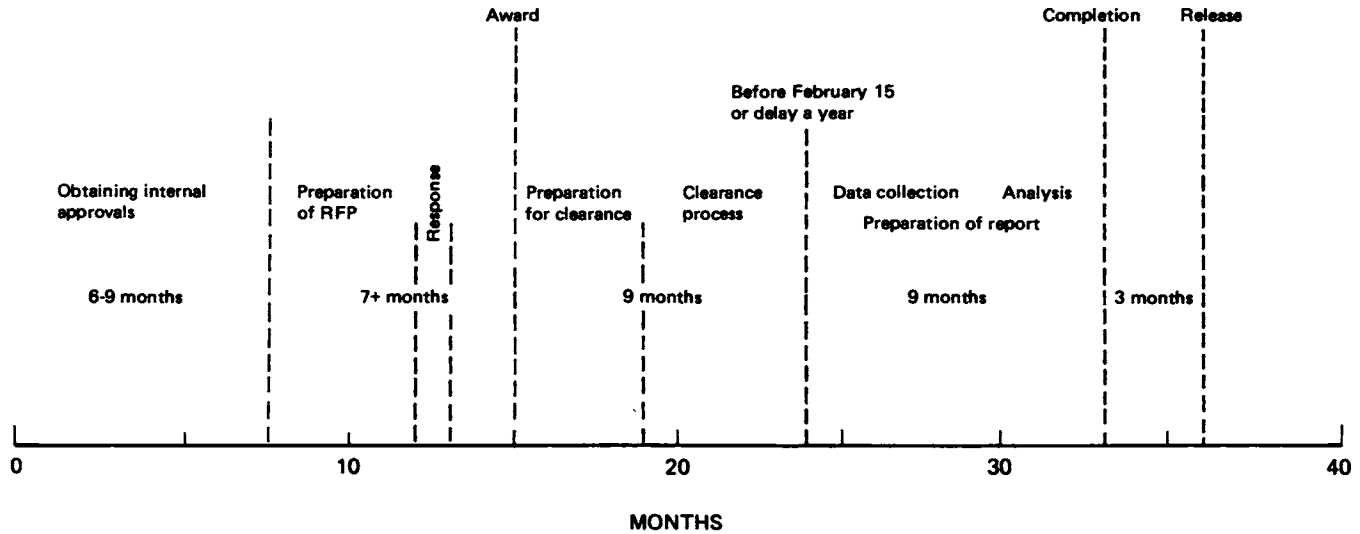 Award
Completion
Release
Before February 15
or delay a year
Obtaining internal
approvals
Preparation
of RFP
Response
Preparation
for clearance
Clearance
process
Data collection
Analysis
Preparation of report
6-9 months
7+ months
9 months
9 months
3 months
0
10
20
30
40
MONTHS